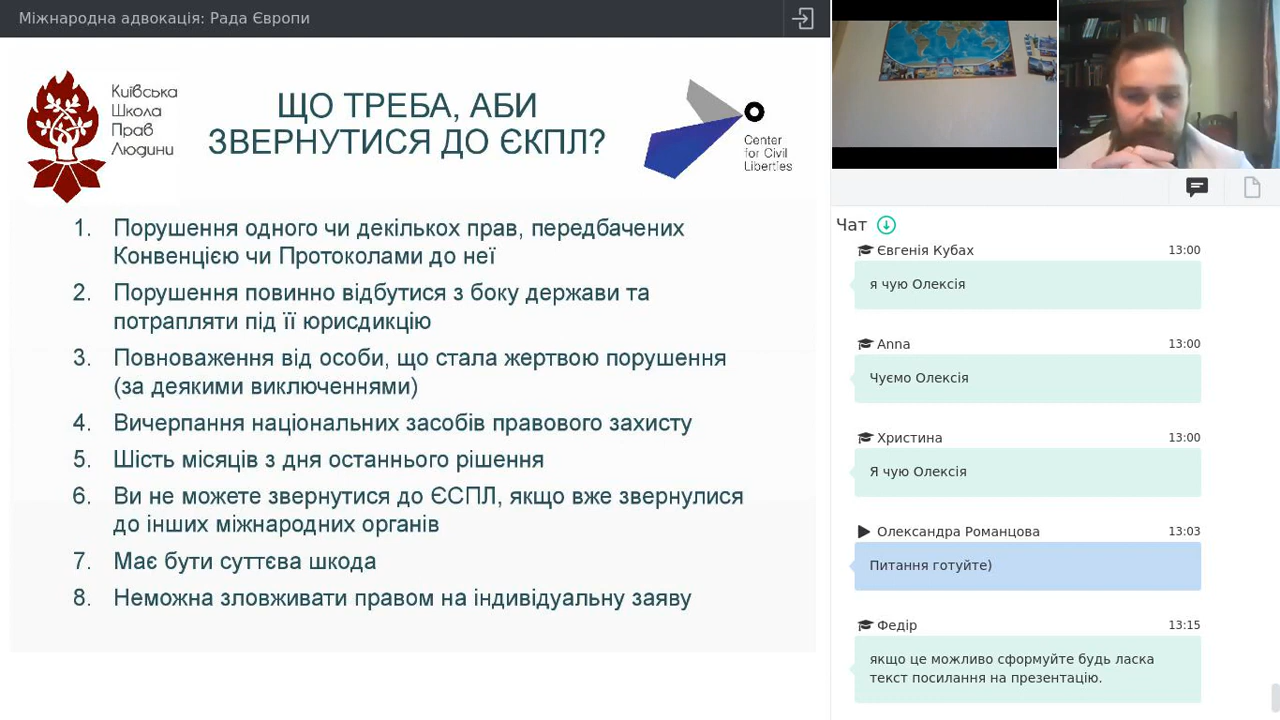 Міжнародна адвокація: Рада Європи
Київська
Школа
Прав
Людини
ЩО ТРЕБА, АБИ
ЗВЕРНУТИСЯ ДО ЄКПЛ?
Center
for Civil
Liberties
1. Порушення одного чи декількох прав, передбачених
Конвенцією чи Протоколами до неї
2. Порушення повинно відбутися з боку держави та
потрапляти під її юрисдикцію
3. Повноваження від особи, що стала жертвою порушення
(за деякими виключеннями)
4. Вичерпання національних засобів правового захисту
5. Шість місяців з дня останнього рішення
6. Ви не можете звернутися до ЄСПЛ, якщо вже звернулися
до інших міжнародних органів
7. Має бути суттєва шкода
8. Неможна зловживати правом на індивідуальну заяву
Чат
Євгенія Кубах 13:00
я чую Олексія
Anna 13:00
Чуємо Олексія
Христина 13:00
Я чую Олексія
Олександра Романцова 13:03
Питання готуйте)
Федір 13:15
якщо це можливо сформуйте будь ласка
текст посилання на презентацію.